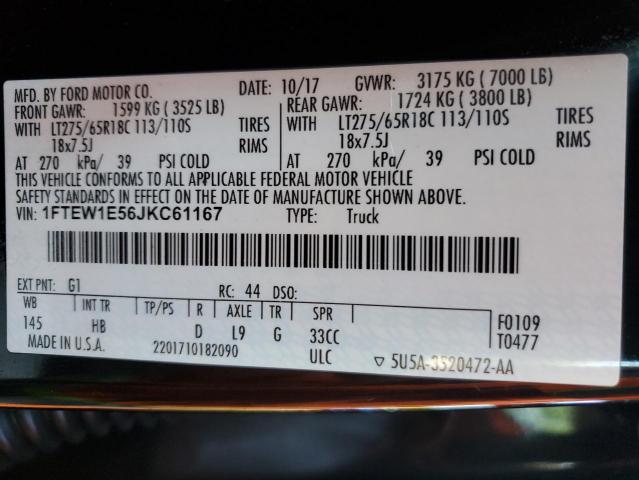 MFD. BY FORD MOTOR CO. DATE: 10/17 GVWR: 3175 KG ( 7000 LB)
FRONT GAWR: 1599 KG ( 3525 LB) REAR GAWR: 1724 KG ( 3800 LB)
WITH LT275/65R18C 113/110S TIRES WITH LT275/65R18C 113/110S TIRES
18x7.5J RIMS 18x7.5J RIMS
AT 270 kPa/ 39 PSI COLD AT 270 kPa/ 39 PSI COLD
THIS VEHICLE CONFORMS TO ALL APPLICABLE FEDERAL MOTOR VEHICLE
SAFETY STANDARDS IN EFFECT ON THE DATE OF MANUFACTURE SHOWN ABOVE.
VIN: 1FTEW1E56JKC61167 TYPE: Truck
EXT PNT: G1 RC: 44 DSO:
WB INT TR TP/PS R AXLE TR SPR
145 HB D L9 G 33CC F0109
MADE IN U.S.A. 2201710182090 ULC T0477
▽ 5U5A-3520472-AA